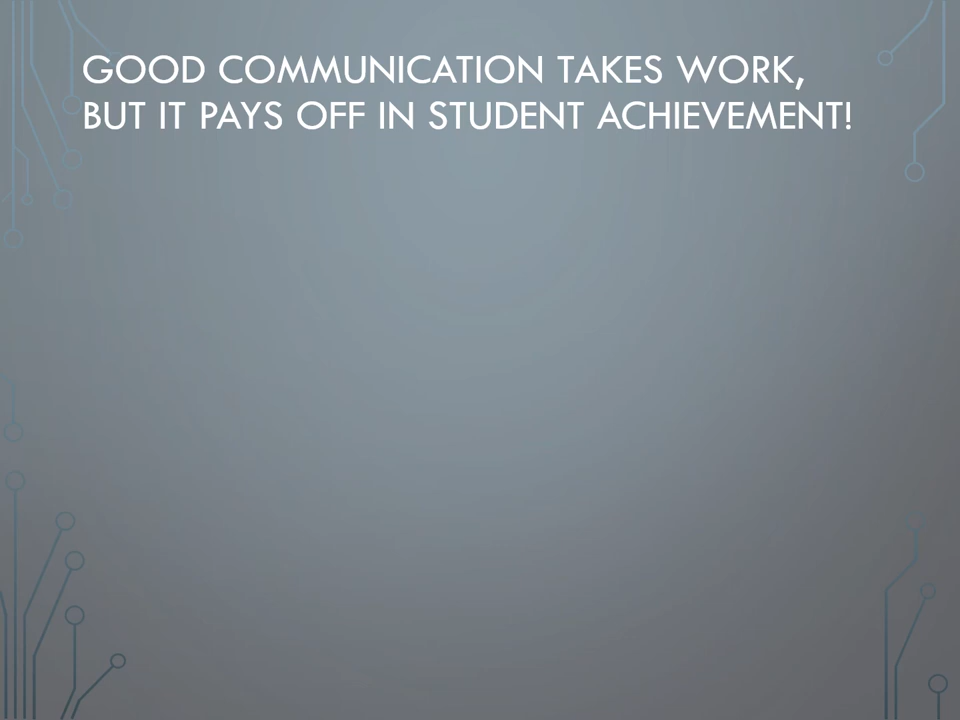 GOOD COMMUNICATION TAKES WORK,
BUT IT PAYS OFF IN STUDENT ACHIEVEMENT!